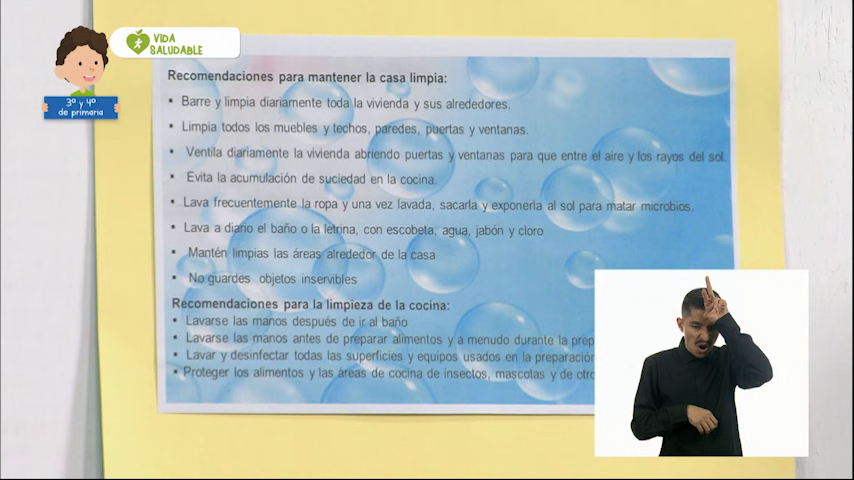 VIDA
SALUDABLE
3º y 4º
de primaria
Recomendaciones para mantener la casa limpia:
▪ Barre y limpia diariamente toda la vivienda y sus alrededores.
▪ Limpia todos los muebles y techos, paredes, puertas y ventanas.
▪ Ventila diariamente la vivienda abriendo puertas y ventanas para que entre el aire y los rayos del sol.
▪ Evita la acumulación de suciedad en la cocina.
▪ Lava frecuentemente la ropa y una vez lavada, sacarla y exponerla al sol para matar microbios.
▪ Lava a diario el baño o la letrina, con escobeta, agua, jabón y cloro
▪ Mantén limpias las áreas alrededor de la casa
▪ No guardes objetos inservibles
Recomendaciones para la limpieza de la cocina:
▪ Lavarse las manos después de ir al baño
▪ Lavarse las manos antes de preparar alimentos y a menudo durante la prep
▪ Lavar y desinfectar todas las superficies y equipos usados en la preparación
▪ Proteger los alimentos y las áreas de cocina de insectos, mascotas y de otro